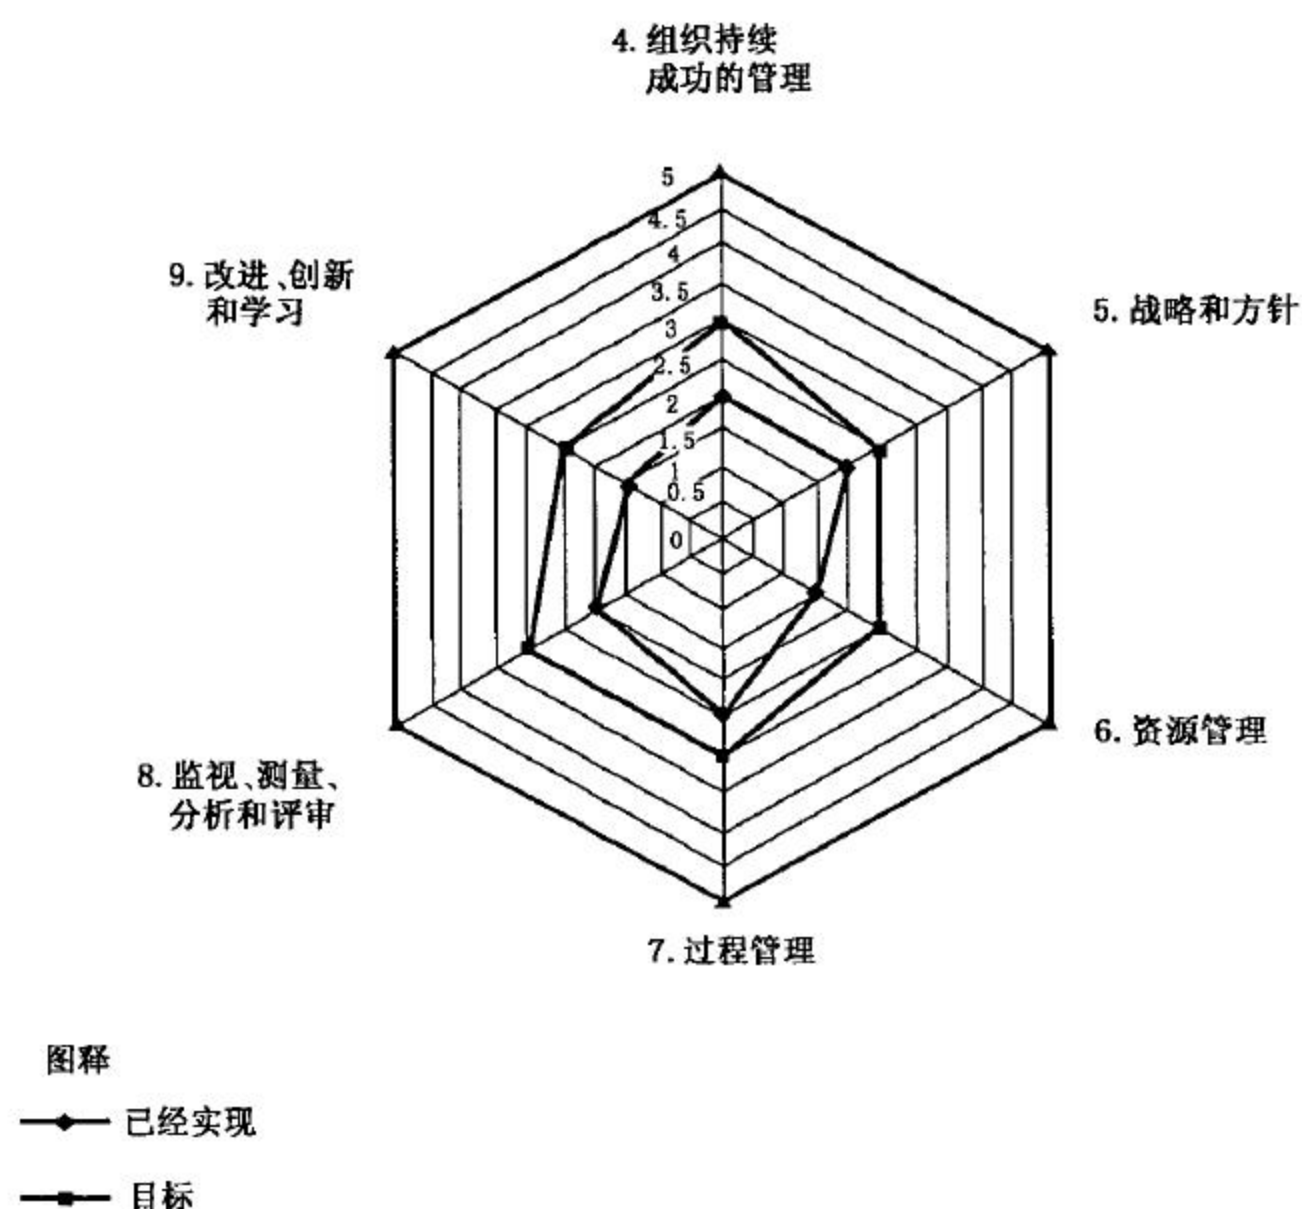 4. 组织持续
成功的管理
5
4.5
4
3.5
3
2.5
2
1.5
1
0.5
0
9. 改进、创新
和学习
5. 战略和方针
6. 资源管理
8. 监视、测量、
分析和评审
7. 过程管理
图释
已经实现
目标